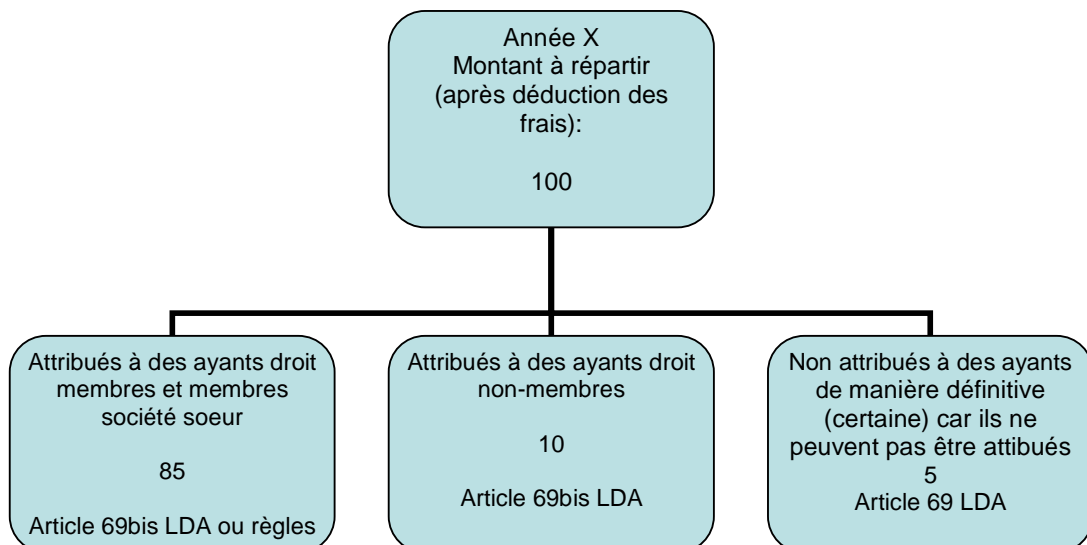 Année X
Montant à répartir
(après déduction des
frais):
100
Attribués à des ayants droit
membres et membres
société soeur
85
Article 69bis LDA ou règles
Attribués à des ayants droit
non-membres
10
Article 69bis LDA
Non attribués à des ayants
de manière définitive
(certaine) car ils ne
peuvent pas être attibués
5
Article 69 LDA